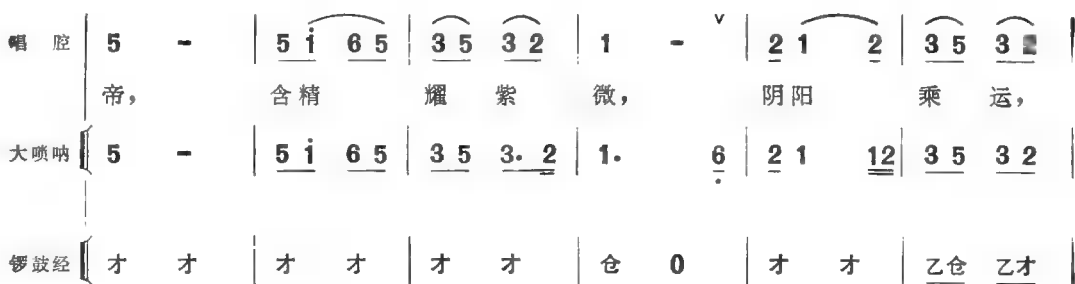 唱腔 5 - | 5 i̇ 6 5 | 3 5 3 2 | 1 - ∨ | 2 1 2 | 3 5 3 |
帝， 含精 耀 紫 微， 阴阳 乘 运，
大唢呐 5 - | 5 i̇ 6 5 | 3 5 3. 2 | 1. 6̣ | 2 1 12 | 3 5 3 2 |
锣鼓经 才 才 | 才 才 | 才 才 | 仓 0 | 才 才 | 乙仓 乙才 |